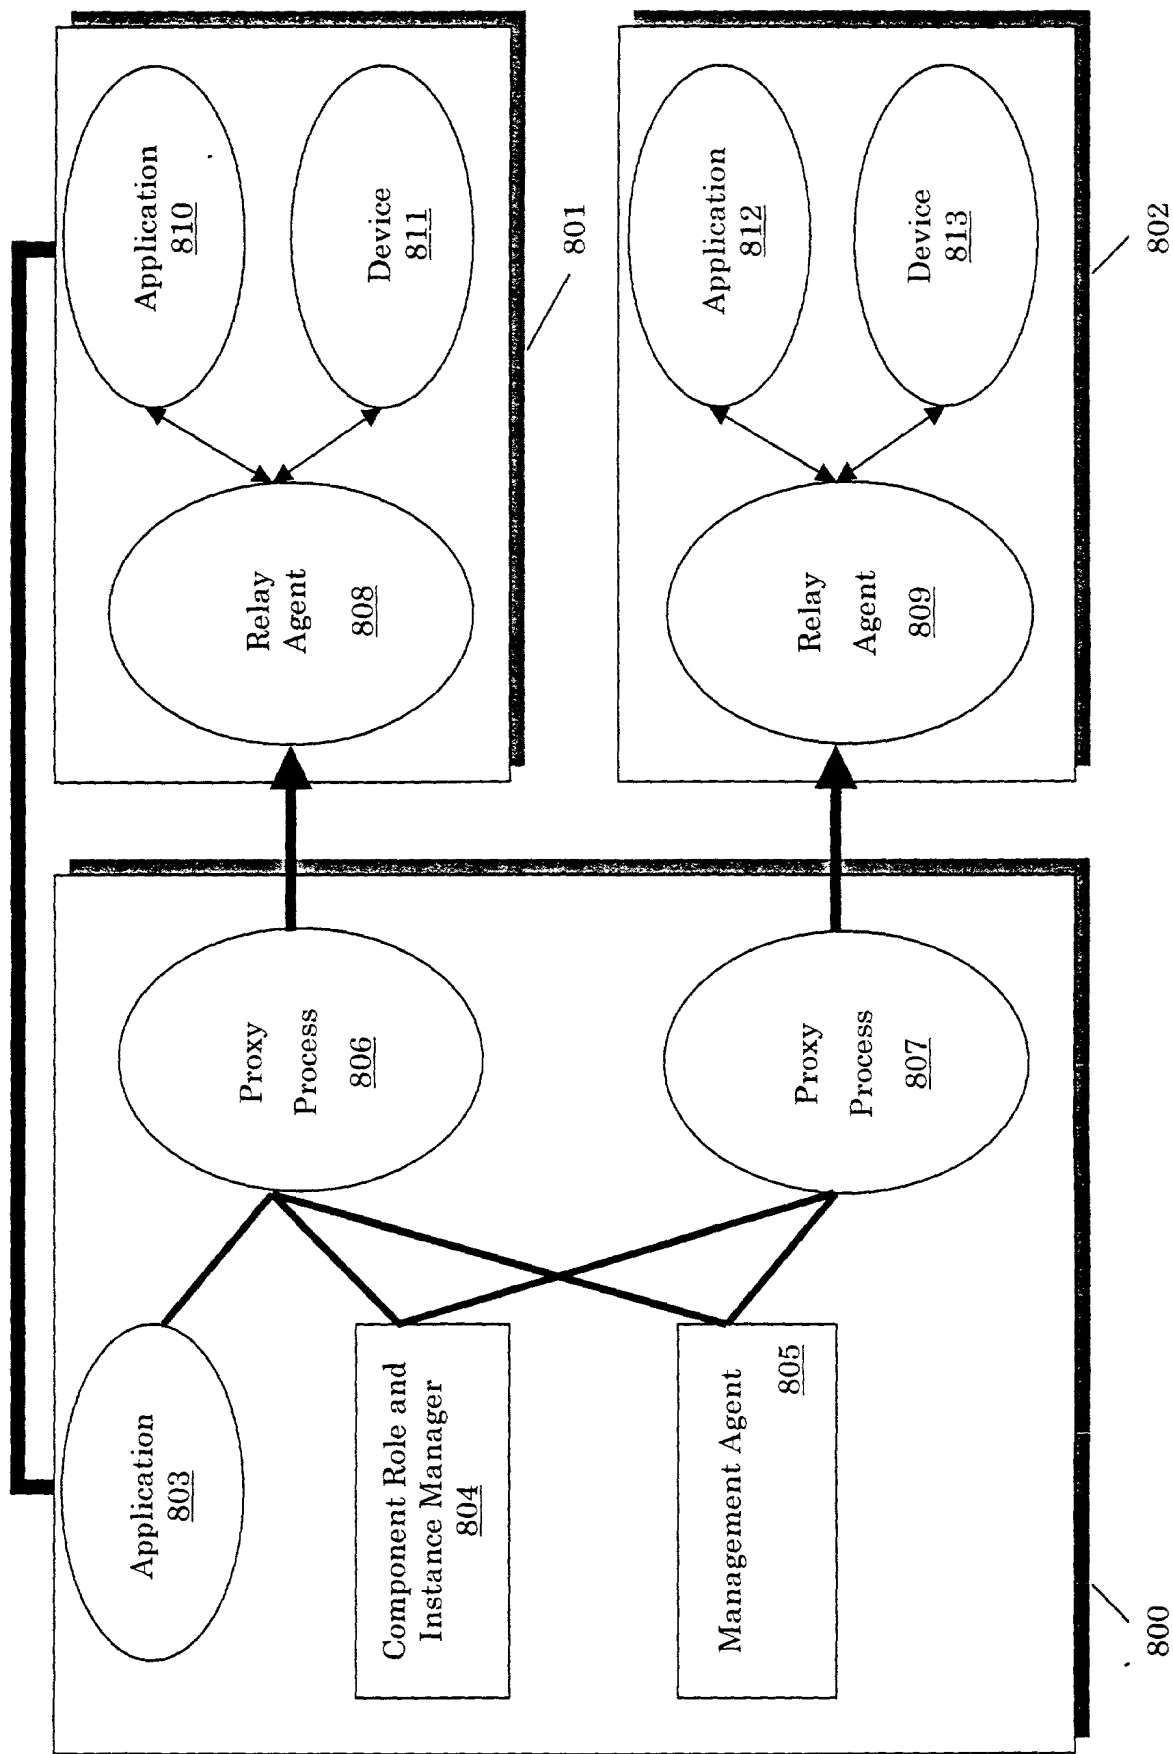 Application
803
Component Role and
Instance Manager
804
Management Agent
805
800
Proxy
Process
806
Proxy
Process
807
Relay
Agent
808
Application
810
Device
811
801
Relay
Agent
809
Application
812
Device
813
802